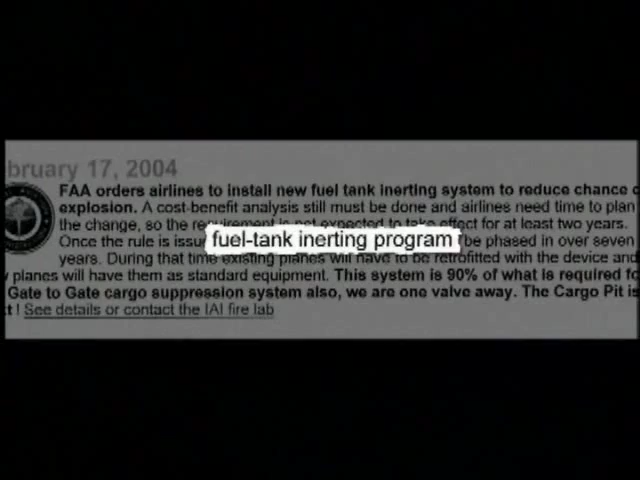 bruary 17, 2004
FAA orders airlines to install new fuel tank inerting system to reduce chance o
explosion. A cost-benefit analysis still must be done and airlines need time to plan
the change, so the requirement is not expected to take effect for at least two years.
Once the rule is issu fuel-tank inerting program be phased in over seven
years. During that time existing planes will have to be retrofitted with the device and
planes will have them as standard equipment. This system is 90% of what is required fo
Gate to Gate cargo suppression system also, we are one valve away. The Cargo Pit is
t! See details or contact the IAI fire lab